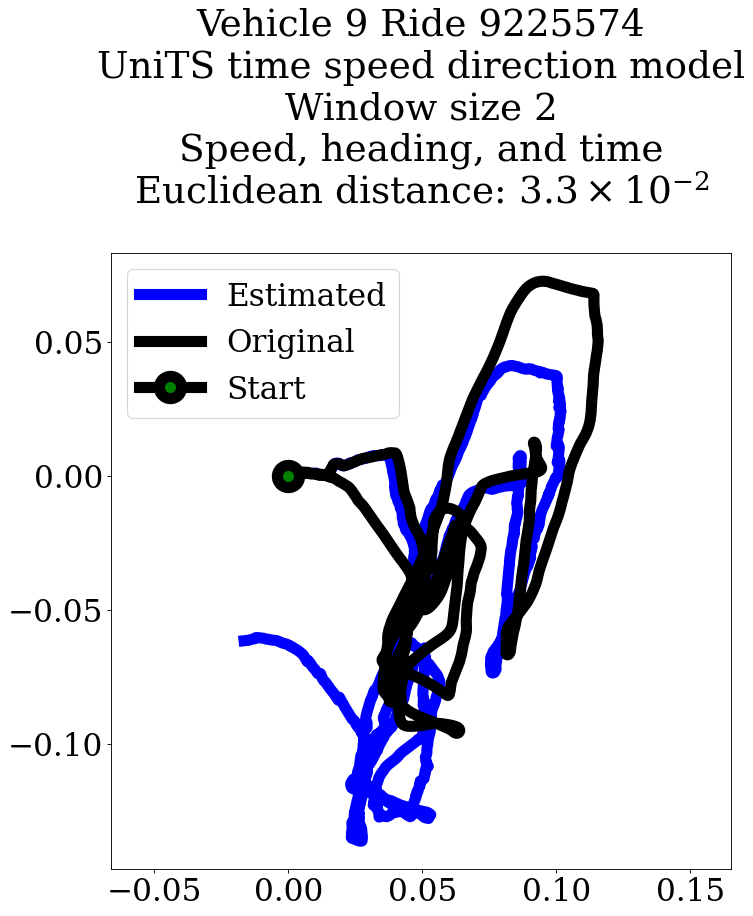 Vehicle 9 Ride 9225574
UniTS time speed direction model
Window size 2
Speed, heading, and time
Euclidean distance: 3.3 × 10⁻²
Estimated
Original
Start
0.05
0.00
−0.05
−0.10
−0.05 0.00 0.05 0.10 0.15